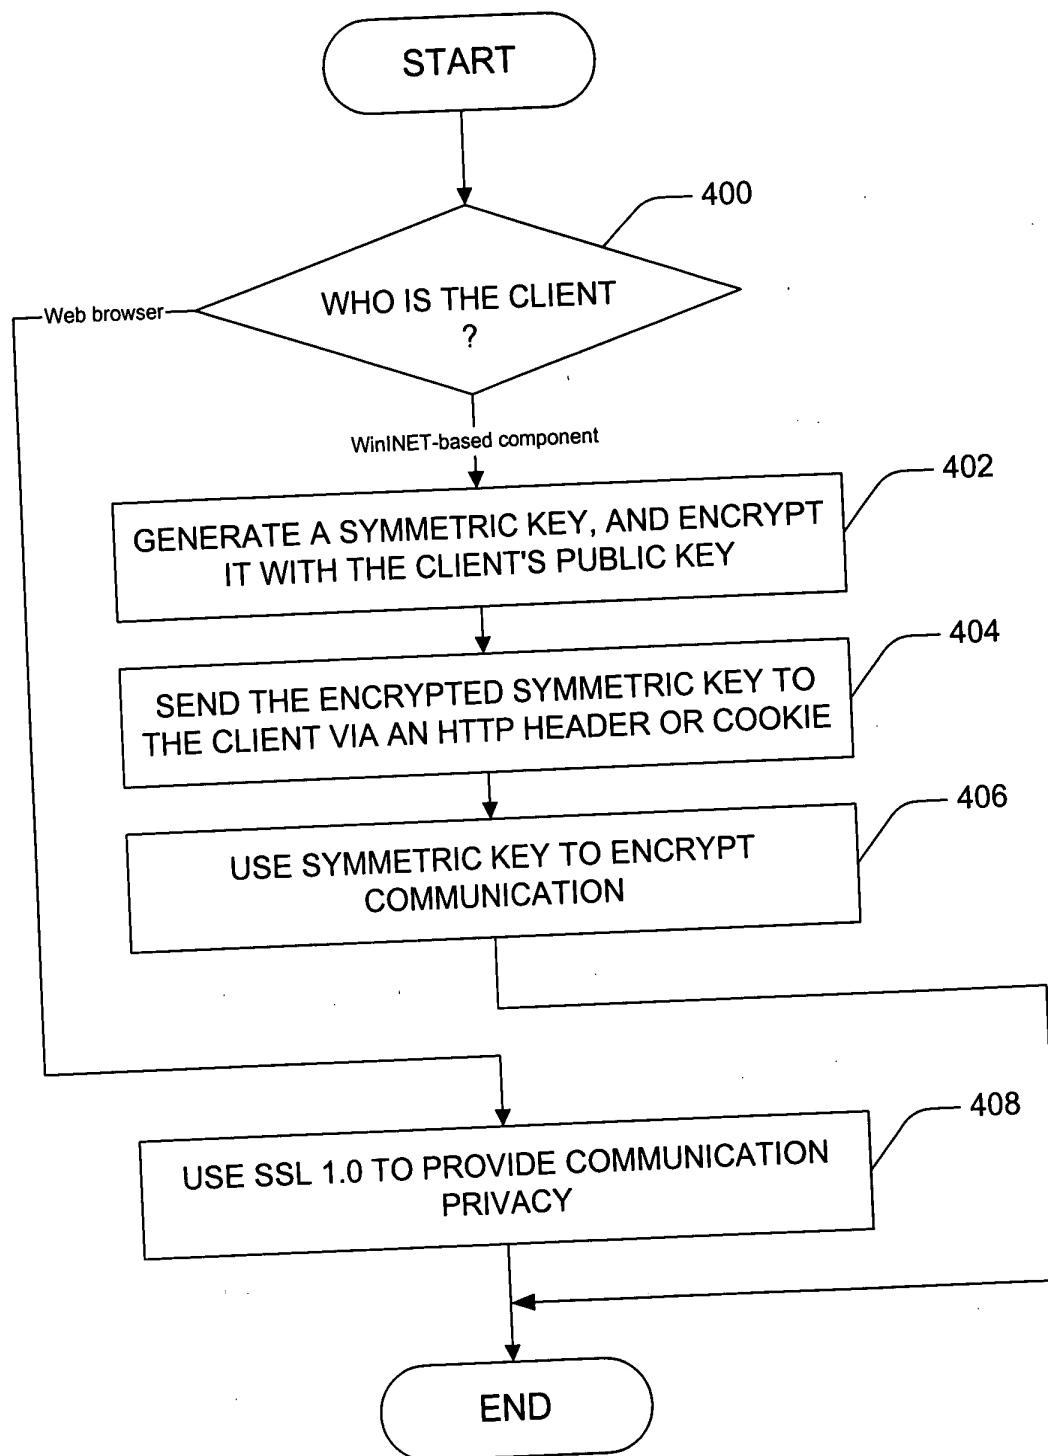 START
400
WHO IS THE CLIENT
?
Web browser
WinINET-based component
402
GENERATE A SYMMETRIC KEY, AND ENCRYPT
IT WITH THE CLIENT'S PUBLIC KEY
404
SEND THE ENCRYPTED SYMMETRIC KEY TO
THE CLIENT VIA AN HTTP HEADER OR COOKIE
406
USE SYMMETRIC KEY TO ENCRYPT
COMMUNICATION
408
USE SSL 1.0 TO PROVIDE COMMUNICATION
PRIVACY
END